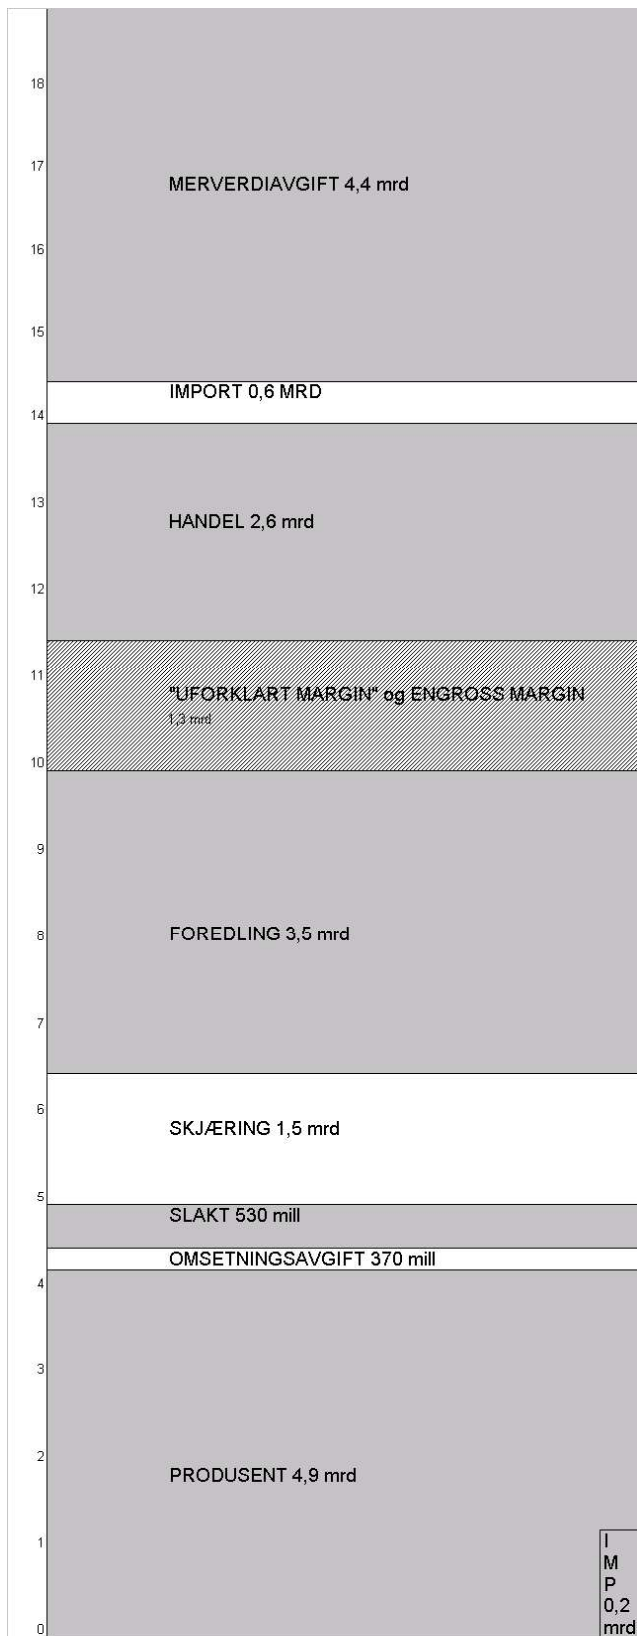 18
17
MERVERDIAVGIFT 4,4 mrd
16
15
IMPORT 0,6 MRD
14
13
HANDEL 2,6 mrd
12
11
"UFORKLART MARGIN" og ENGROSS MARGIN
1,3 mrd
10
9
8
FOREDLING 3,5 mrd
7
6
SKJÆRING 1,5 mrd
5
SLAKT 530 mill
OMSETNINGSAVGIFT 370 mill
4
3
2
PRODUSENT 4,9 mrd
1
I
M
P
0,2
mrd
0